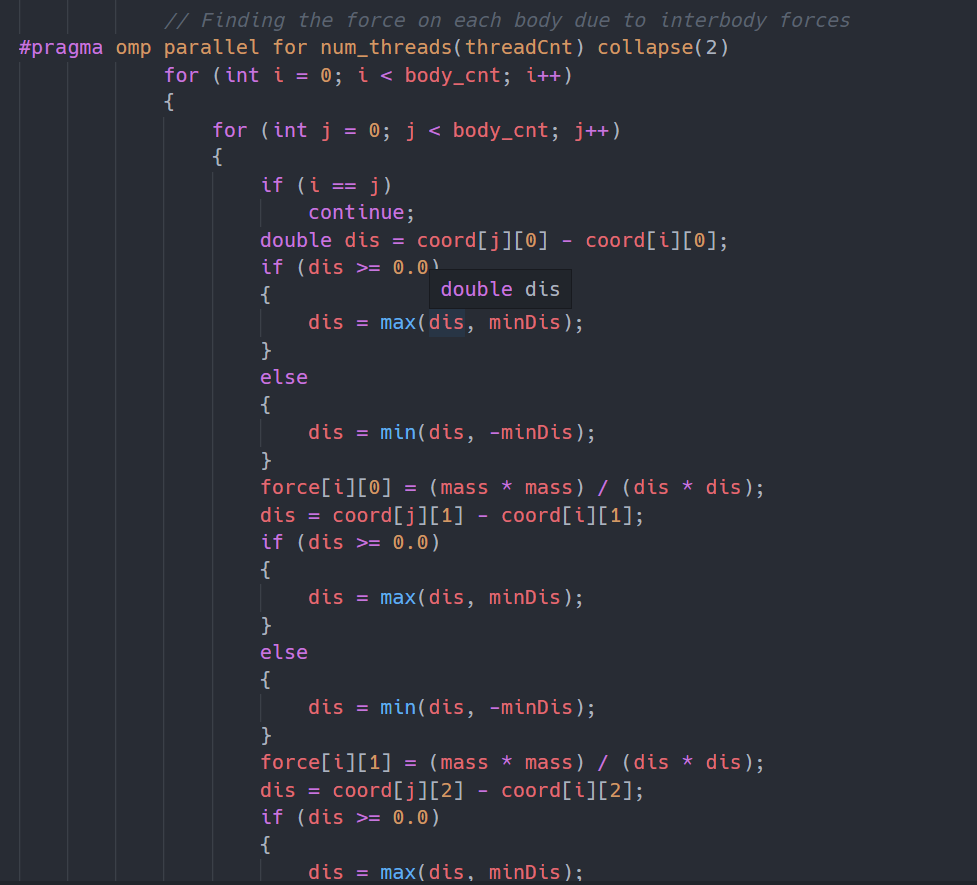 // Finding the force on each body due to interbody forces
#pragma omp parallel for num_threads(threadCnt) collapse(2)
for (int i = 0; i < body_cnt; i++)
{
for (int j = 0; j < body_cnt; j++)
{
if (i == j)
continue;
double dis = coord[j][0] - coord[i][0];
if (dis >= 0.0)
{
double dis
dis = max(dis, minDis);
}
else
{
dis = min(dis, -minDis);
}
force[i][0] = (mass * mass) / (dis * dis);
dis = coord[j][1] - coord[i][1];
if (dis >= 0.0)
{
dis = max(dis, minDis);
}
else
{
dis = min(dis, -minDis);
}
force[i][1] = (mass * mass) / (dis * dis);
dis = coord[j][2] - coord[i][2];
if (dis >= 0.0)
{
dis = max(dis, minDis);